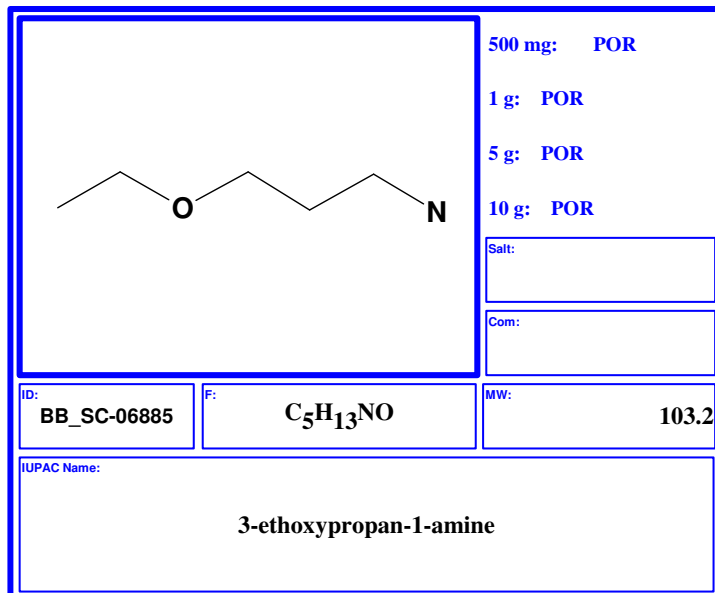 500 mg: POR
1 g: POR
5 g: POR
O
N
10 g: POR
Salt:
Com:
ID:
BB_SC-06885
F:
C5H13NO
MW:
103.2
IUPAC Name:
3-ethoxypropan-1-amine